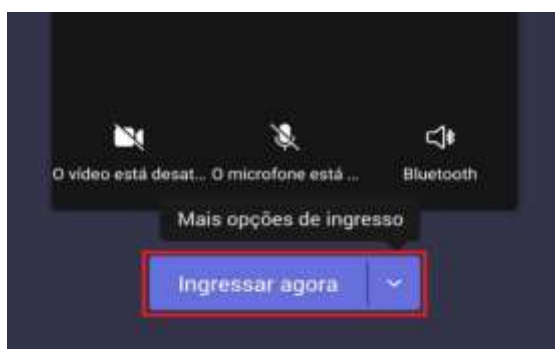 O vídeo está desat... O microfone está ... Bluetooth
Mais opções de ingresso
Ingressar agora